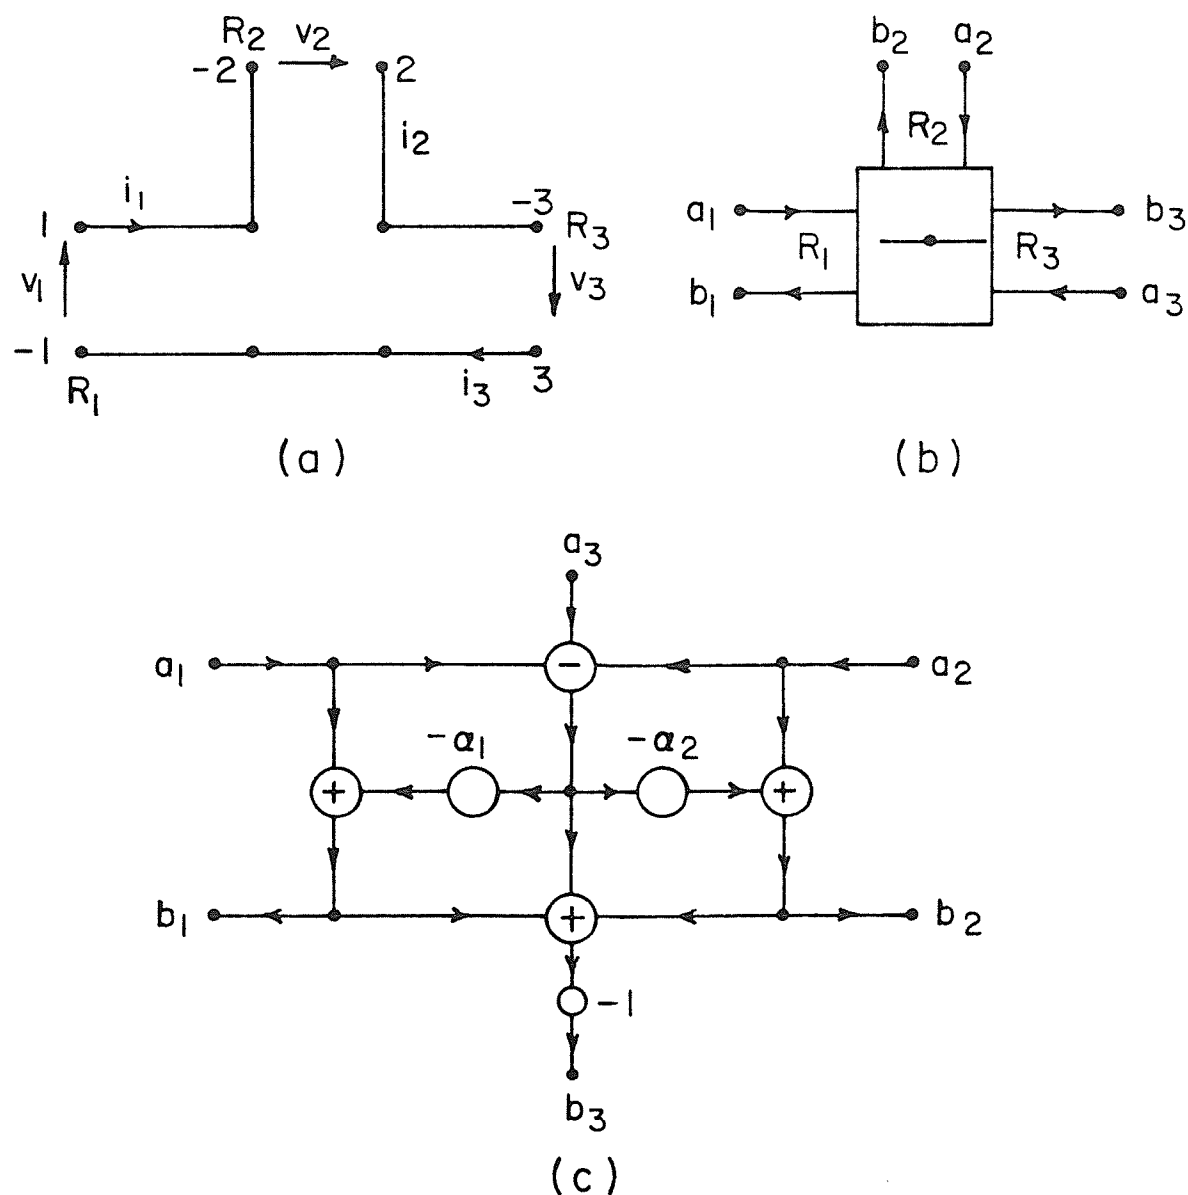 R2 v2
-2 2
i2
i1
1 -3 R3
v1 v3
-1 i3 3
R1
(a)
b2 a2
R2
a1 b3
R1 R3
b1 a3
(b)
a3
a1 - a2
-α1 -α2
+ +
b1 + b2
-1
b3
(c)